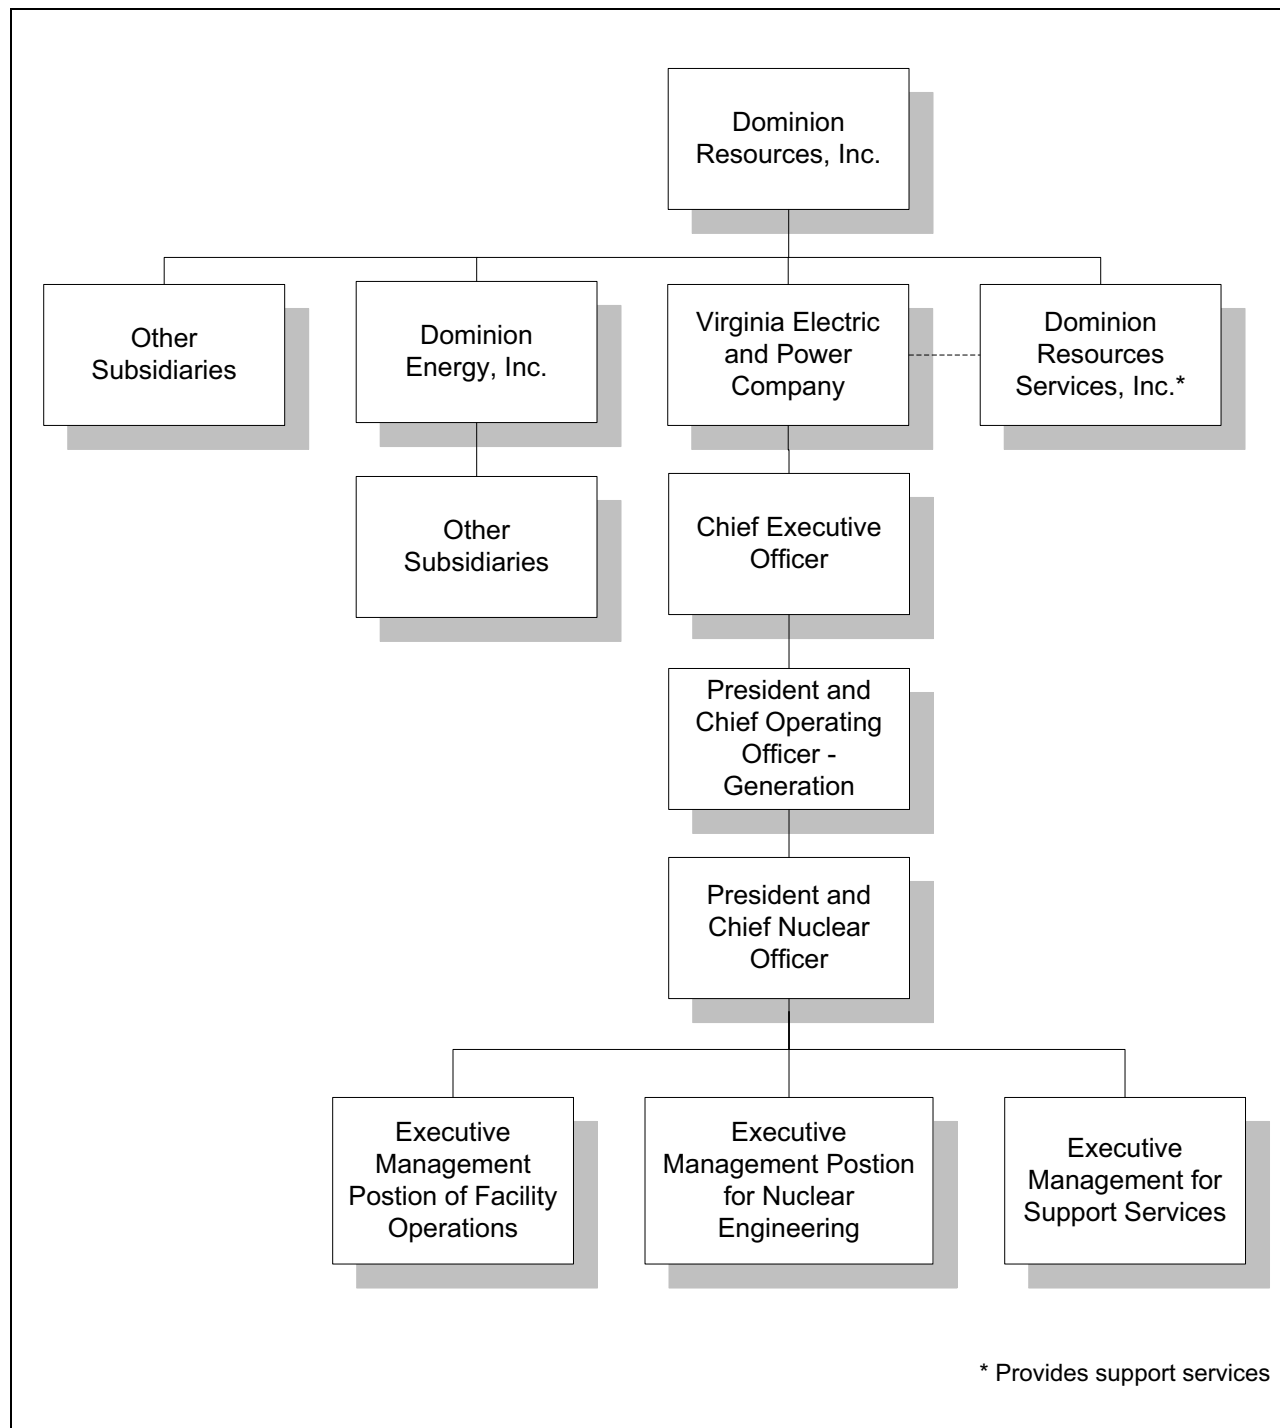 Dominion
Resources, Inc.
Other
Subsidiaries
Dominion
Energy, Inc.
Virginia Electric
and Power
Company
Dominion
Resources
Services, Inc.*
Other
Subsidiaries
Chief Executive
Officer
President and
Chief Operating
Officer -
Generation
President and
Chief Nuclear
Officer
Executive
Management
Postion of Facility
Operations
Executive
Management Postion
for Nuclear
Engineering
Executive
Management for
Support Services
* Provides support services